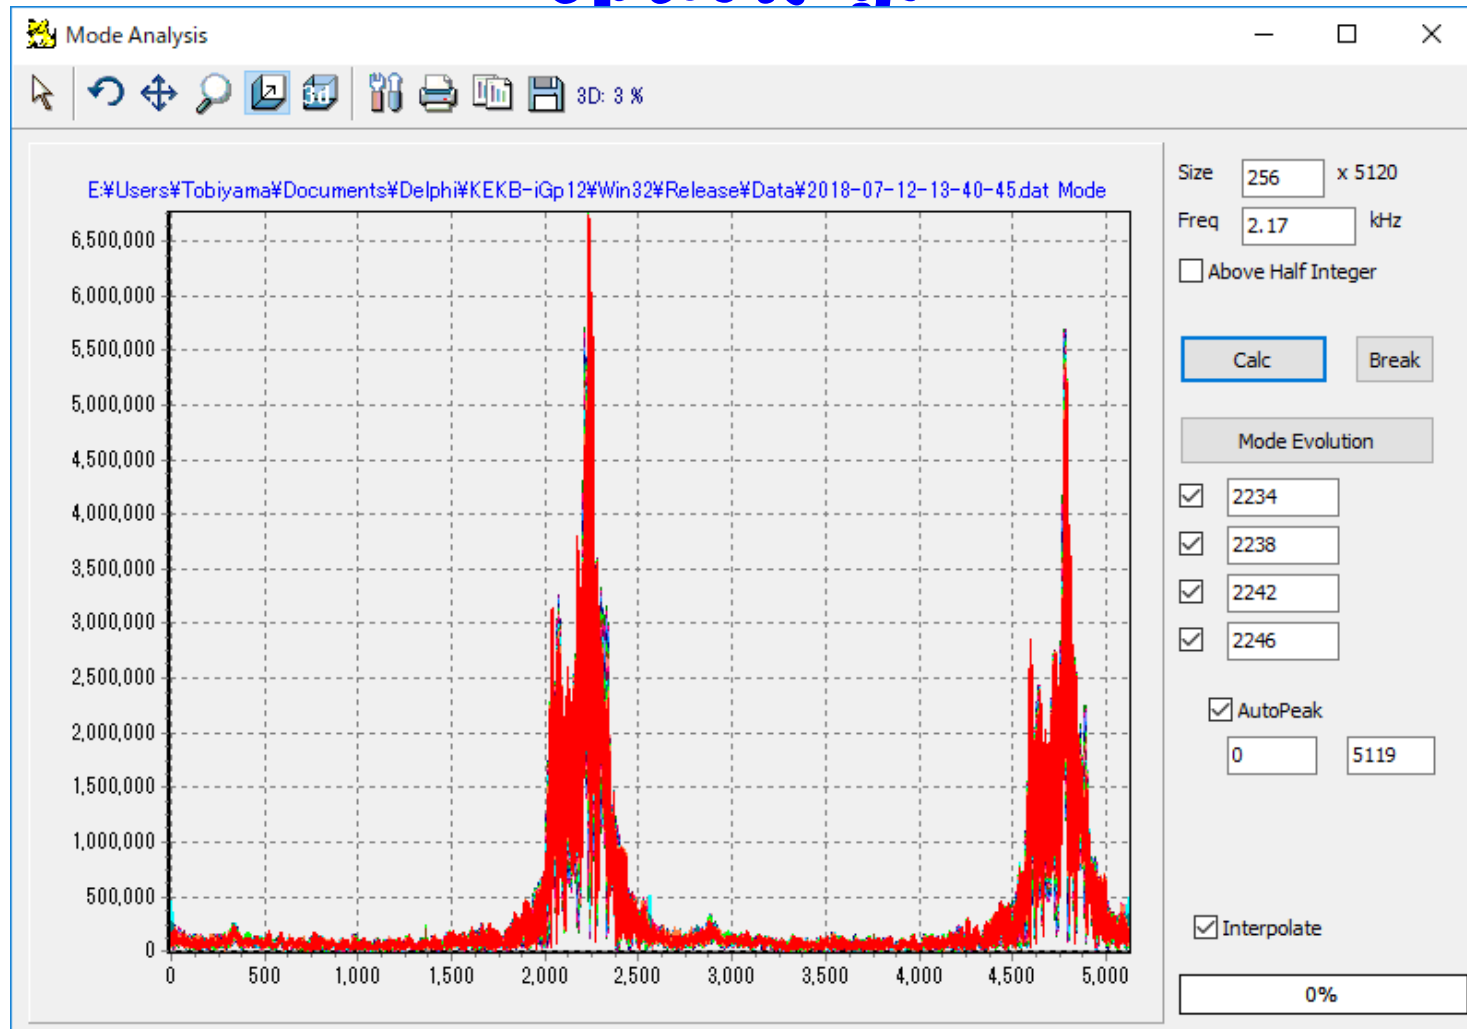 Mode Analysis
3D: 3 %
E:¥Users¥Tobiyama¥Documents¥Delphi¥KEKB-iGp12¥Win32¥Release¥Data¥2018-07-12-13-40-45.dat Mode
6,500,000
6,000,000
5,500,000
5,000,000
4,500,000
4,000,000
3,500,000
3,000,000
2,500,000
2,000,000
1,500,000
1,000,000
500,000
0
0 500 1,000 1,500 2,000 2,500 3,000 3,500 4,000 4,500 5,000
Size 256 x 5120
Freq 2.17 kHz
Above Half Integer
Calc Break
Mode Evolution
2234
2238
2242
2246
AutoPeak
0 5119
Interpolate
0%